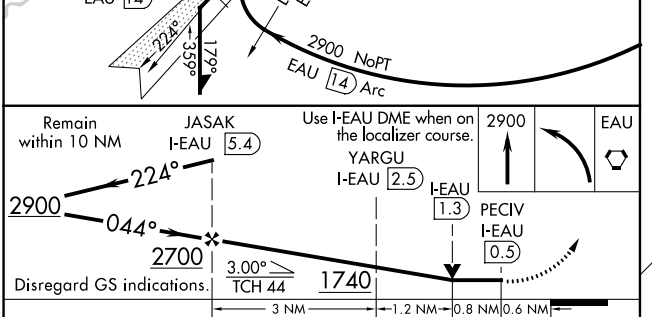 EAU 14
224°
359°
179°
2900 NoPT
EAU 14 Arc
Remain
within 10 NM
JASAK
I-EAU 5.4
Use I-EAU DME when on
the localizer course.
YARGU
I-EAU 2.5
I-EAU
1.3
PECIV
I-EAU
0.5
2900
EAU
224°
2900
044°
2700
3.00°
TCH 44
1740
Disregard GS indications.
3 NM
1.2 NM
0.8 NM
0.6 NM